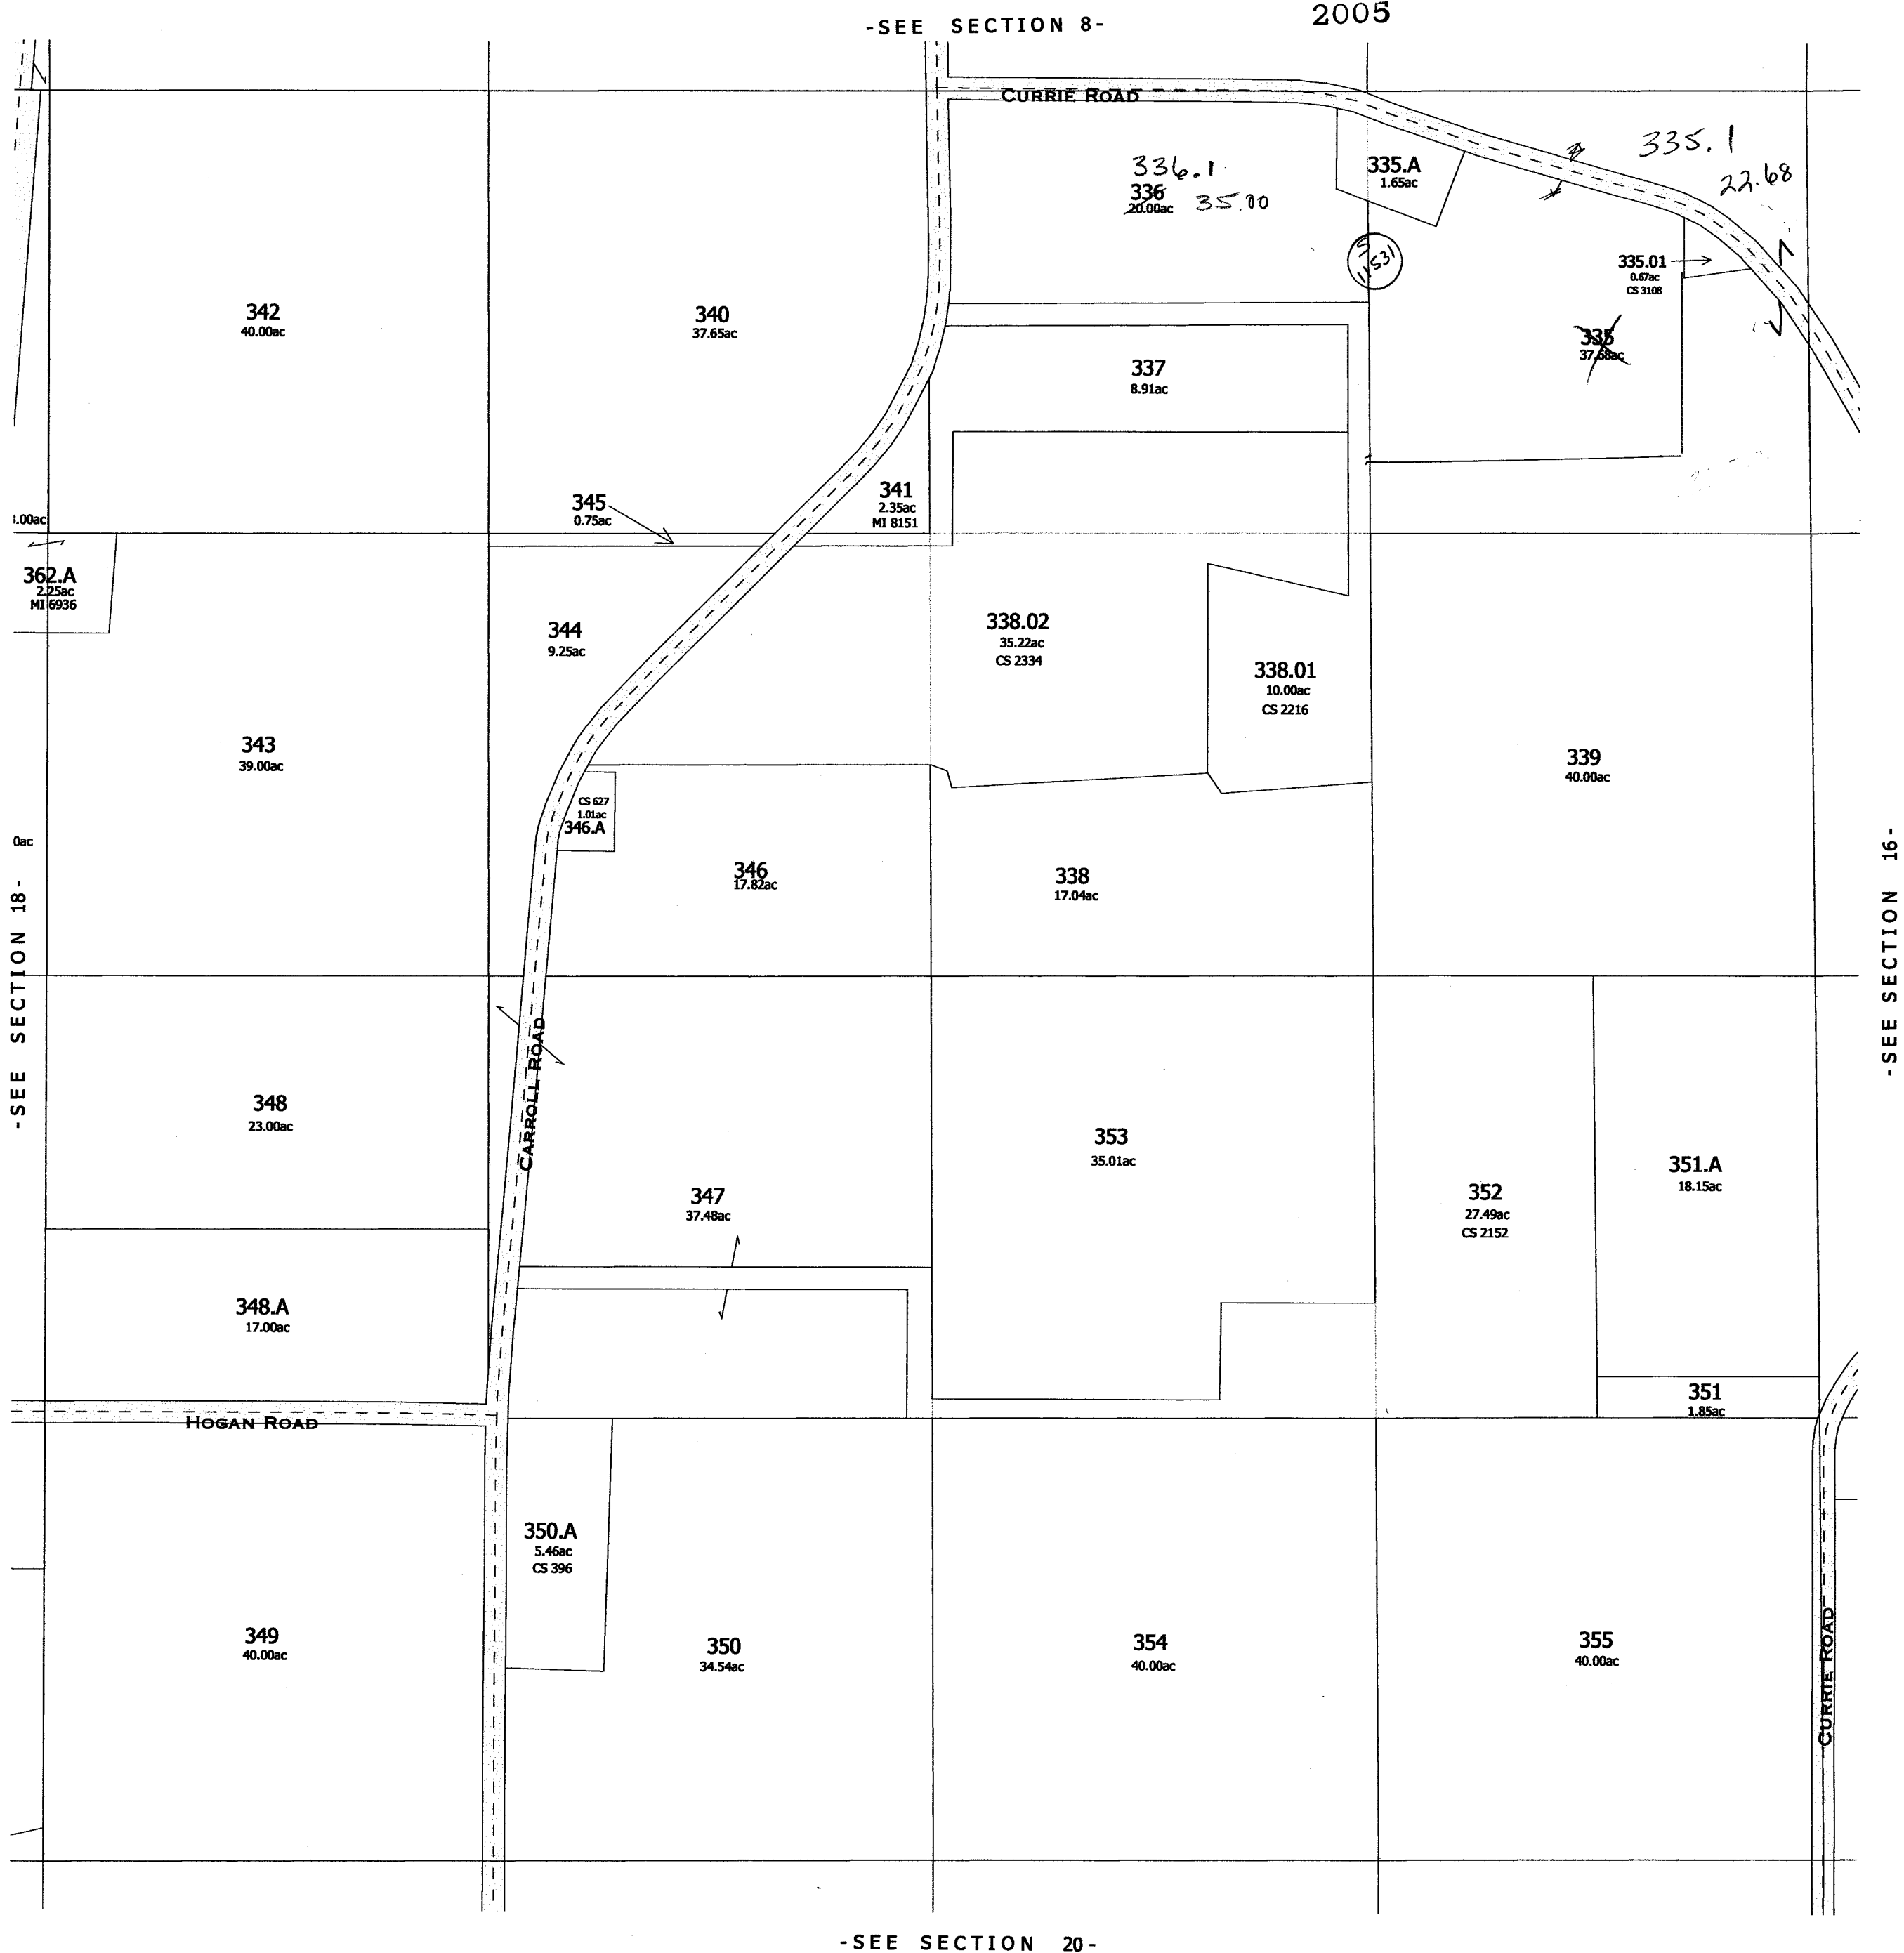 -SEE SECTION 8-
2005
CURRIE ROAD
335.1
22.68
336.1
336
20.00ac
35.00
335.A
1.65ac
S
11531
335.01
0.67ac
CS 3108
335
37.68ac
342
40.00ac
340
37.65ac
337
8.91ac
341
2.35ac
MI 8151
345
0.75ac
.00ac
362.A
2.25ac
MI 6936
344
9.25ac
338.02
35.22ac
CS 2334
338.01
10.00ac
CS 2216
343
39.00ac
339
40.00ac
CS 627
1.01ac
346.A
0ac
346
17.82ac
338
17.04ac
-SEE SECTION 18-
-SEE SECTION 16-
CARROLL ROAD
348
23.00ac
353
35.01ac
351.A
18.15ac
352
27.49ac
CS 2152
347
37.48ac
348.A
17.00ac
351
1.85ac
HOGAN ROAD
350.A
5.46ac
CS 396
349
40.00ac
350
34.54ac
354
40.00ac
355
40.00ac
CURRIE ROAD
-SEE SECTION 20-